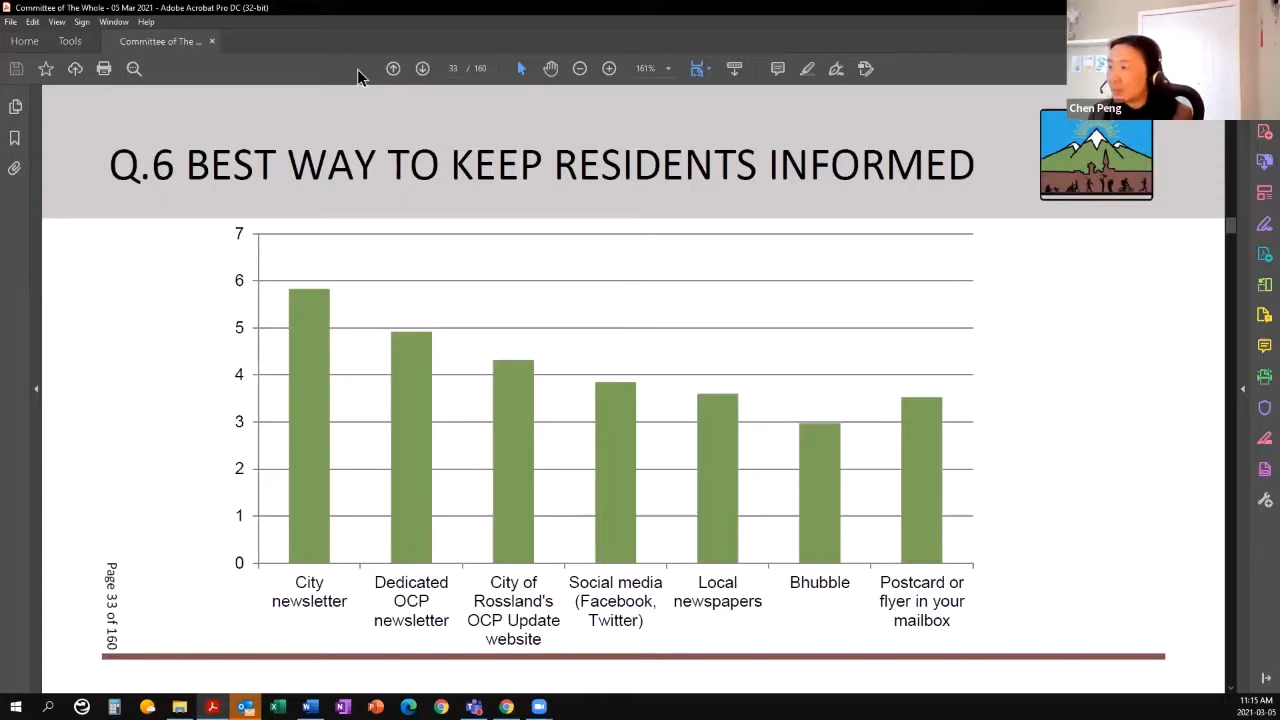 Committee of The Whole - 05 Mar 2021 - Adobe Acrobat Pro DC (32-bit)
File Edit View Sign Window Help
Home Tools Committee of The ... ×
33 / 160 161%
Chen Peng
Q.6 BEST WAY TO KEEP RESIDENTS INFORMED
7
6
5
4
3
2
1
0
City
newsletter
Dedicated
OCP
newsletter
City of
Rossland's
OCP Update
website
Social media
(Facebook,
Twitter)
Local
newspapers
Bhubble
Postcard or
flyer in your
mailbox
Page 33 of 160
11:15 AM
2021-03-05